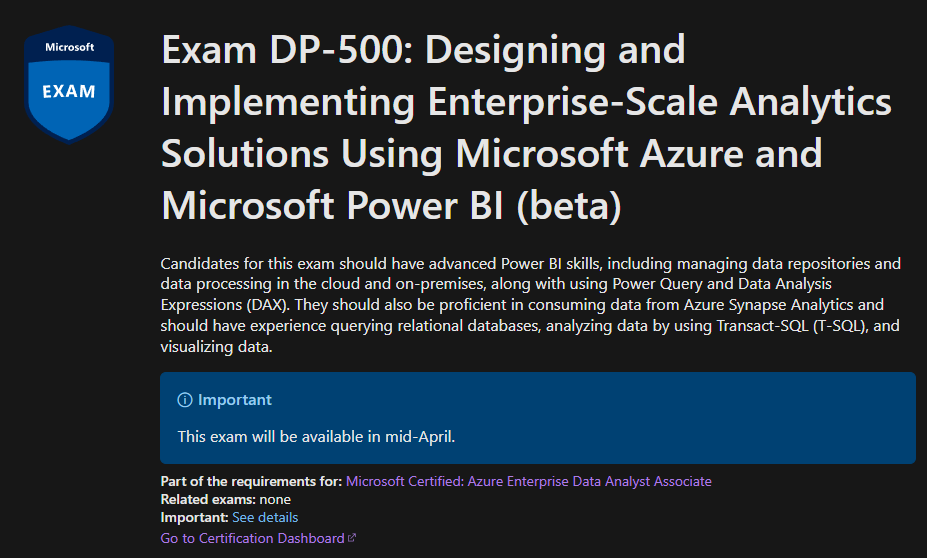 Microsoft
EXAM
Exam DP-500: Designing and
Implementing Enterprise-Scale Analytics
Solutions Using Microsoft Azure and
Microsoft Power BI (beta)
Candidates for this exam should have advanced Power BI skills, including managing data repositories and
data processing in the cloud and on-premises, along with using Power Query and Data Analysis
Expressions (DAX). They should also be proficient in consuming data from Azure Synapse Analytics and
should have experience querying relational databases, analyzing data by using Transact-SQL (T-SQL), and
visualizing data.
Important
This exam will be available in mid-April.
Part of the requirements for: Microsoft Certified: Azure Enterprise Data Analyst Associate
Related exams: none
Important: See details
Go to Certification Dashboard